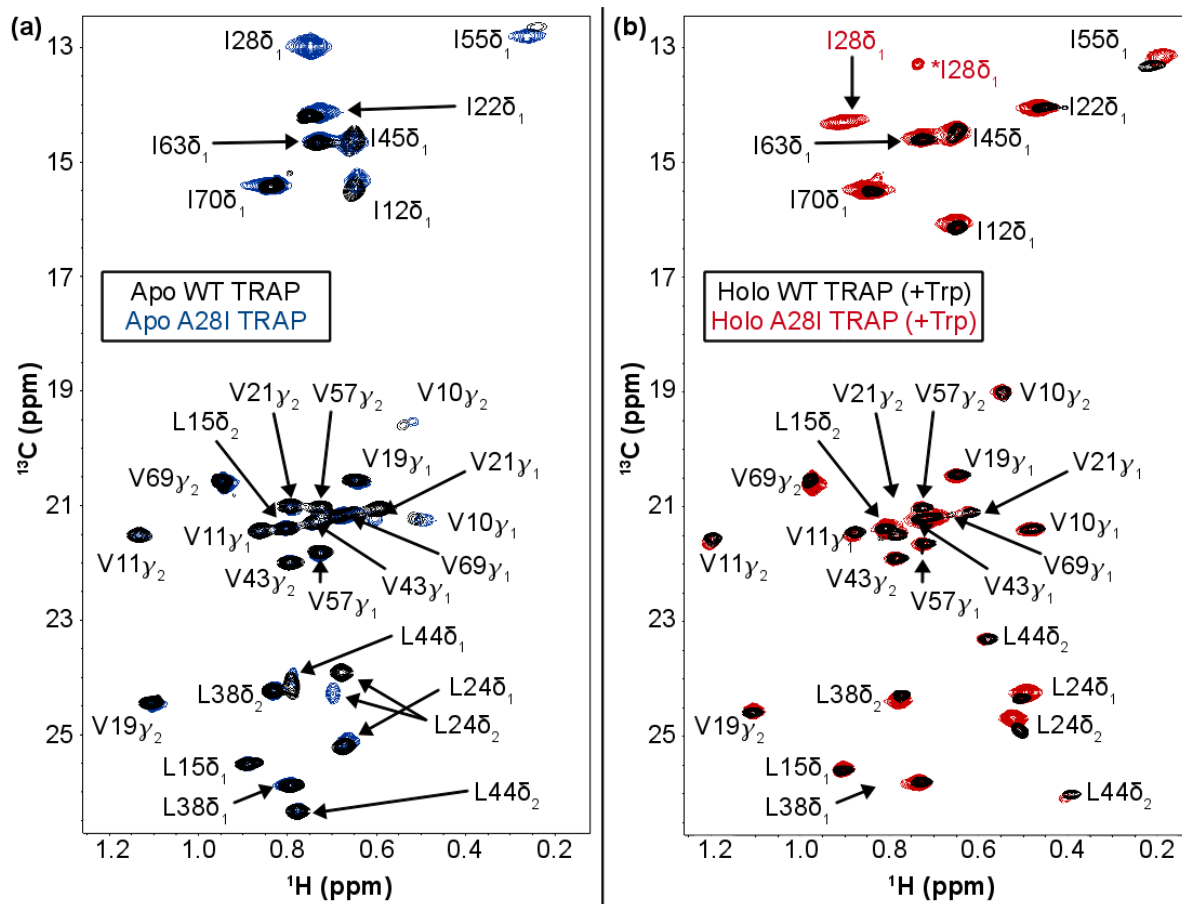 (a)
I28δ₁
I55δ₁
I22δ₁
I63δ₁
I45δ₁
I70δ₁
I12δ₁
Apo WT TRAP
Apo A28I TRAP
V21γ₂
V57γ₂
V10γ₂
L15δ₂
V19γ₁
V21γ₁
V69γ₂
V10γ₁
V11γ₁
V69γ₁
V11γ₂
V43γ₂
V43γ₁
V57γ₁
L44δ₁
L24δ₁
L38δ₂
L24δ₂
V19γ₂
L15δ₁
L38δ₁
L44δ₂
13
15
17
19
21
23
25
¹³C (ppm)
1.2 1.0 0.8 0.6 0.4 0.2
¹H (ppm)
(b)
I28δ₁
*I28δ₁
I55δ₁
I22δ₁
I63δ₁
I45δ₁
I70δ₁
I12δ₁
Holo WT TRAP (+Trp)
Holo A28I TRAP (+Trp)
V21γ₂
V57γ₂
V10γ₂
L15δ₂
V19γ₁
V21γ₁
V69γ₂
V10γ₁
V11γ₁
V69γ₁
V11γ₂
V43γ₂
V43γ₁
V57γ₁
L44δ₂
L38δ₂
L24δ₁
L24δ₂
V19γ₂
L15δ₁
L38δ₁
L44δ₂
13
15
17
19
21
23
25
¹³C (ppm)
1.2 1.0 0.8 0.6 0.4 0.2
¹H (ppm)